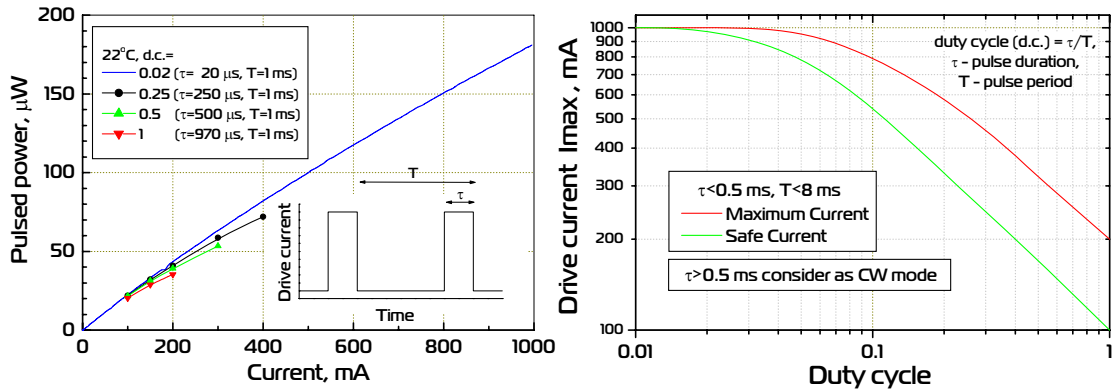 200
150
100
50
0
Pulsed power, μW
22°C, d.c.=
0.02 (τ= 20 μs, T=1 ms)
0.25 (τ=250 μs, T=1 ms)
0.5 (τ=500 μs, T=1 ms)
1 (τ=970 μs, T=1 ms)
T
τ
Drive current
Time
0 200 400 600 800 1000
Current, mA
1000
900
800
700
600
500
400
300
200
100
Drive current Imax, mA
duty cycle (d.c.) = τ/T,
τ - pulse duration,
T - pulse period
τ<0.5 ms, T<8 ms
Maximum Current
Safe Current
τ>0.5 ms consider as CW mode
0.01 0.1 1
Duty cycle